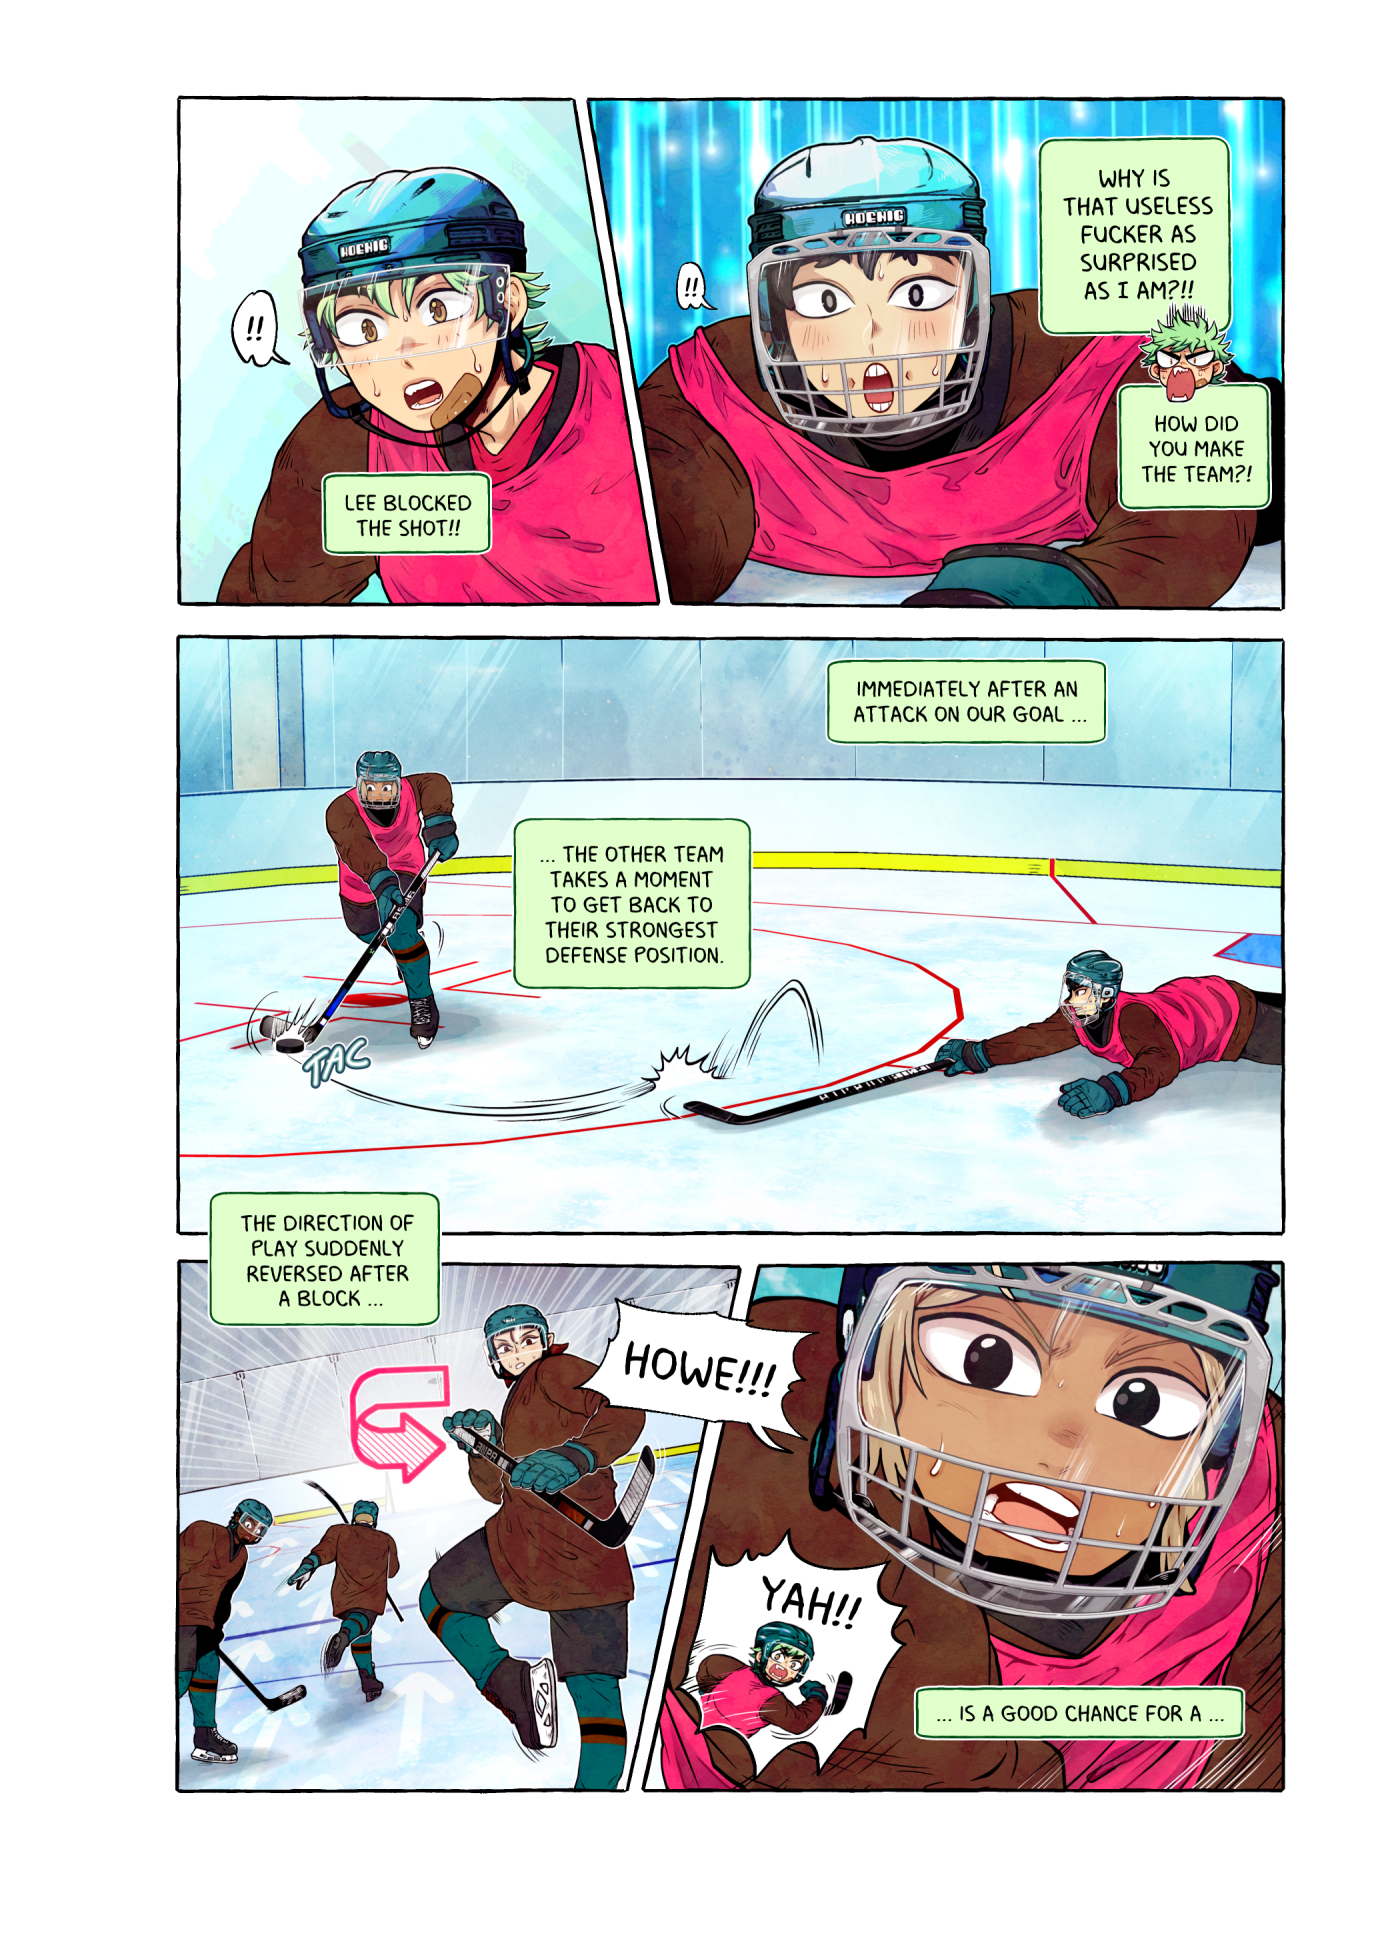 !!
KOENIG
LEE BLOCKED
THE SHOT!!
!!
KOENIG
WHY IS
THAT USELESS
FUCKER AS
SURPRISED
AS I AM?!!
HOW DID
YOU MAKE
THE TEAM?!
IMMEDIATELY AFTER AN
ATTACK ON OUR GOAL ...
... THE OTHER TEAM
TAKES A MOMENT
TO GET BACK TO
THEIR STRONGEST
DEFENSE POSITION.
TAC
THE DIRECTION OF
PLAY SUDDENLY
REVERSED AFTER
A BLOCK ...
HOWE!!!
YAH!!
... IS A GOOD CHANCE FOR A ...